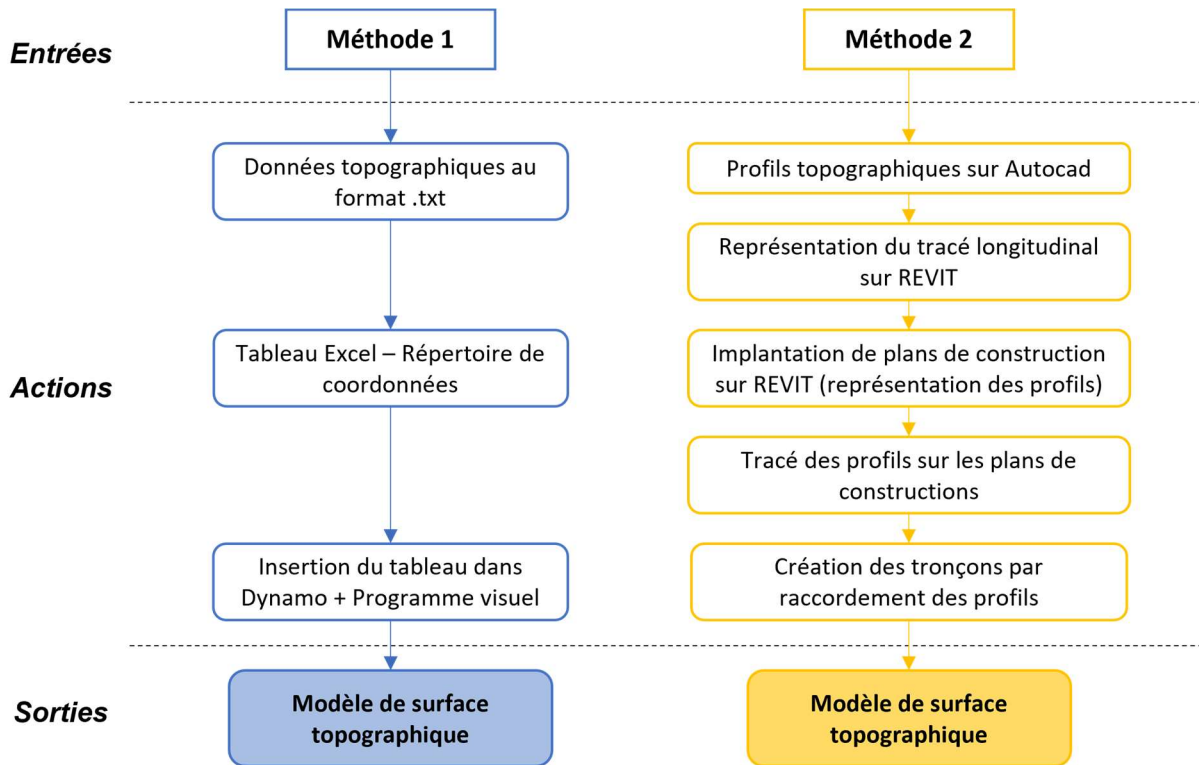 Entrées
Méthode 1
Méthode 2
Actions
Données topographiques au
format .txt
Tableau Excel – Répertoire de
coordonnées
Insertion du tableau dans
Dynamo + Programme visuel
Profils topographiques sur Autocad
Représentation du tracé longitudinal
sur REVIT
Implantation de plans de construction
sur REVIT (représentation des profils)
Tracé des profils sur les plans de
constructions
Création des tronçons par
raccordement des profils
Sorties
Modèle de surface
topographique
Modèle de surface
topographique